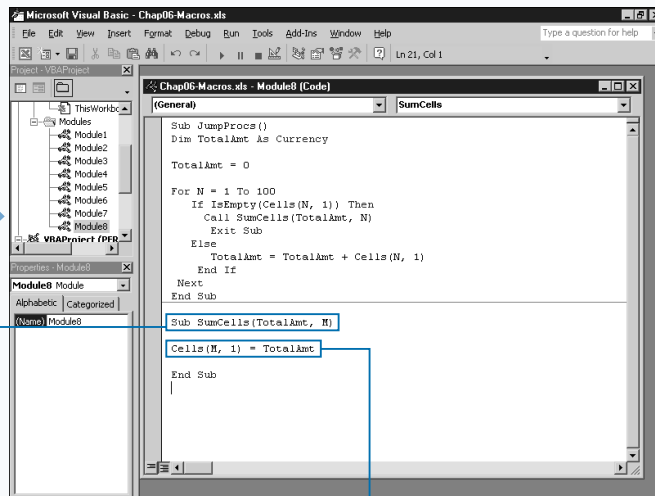 Microsoft Visual Basic - Chap06-Macros.xls
File Edit View Insert Format Debug Run Tools Add-Ins Window Help
Type a question for help
Ln 21, Col 1
Project - VBAProject
ThisWorkbc
Modules
Module1
Module2
Module3
Module4
Module5
Module6
Module7
Module8
VBAProject (PER
Properties - Module8
Module8 Module
Alphabetic Categorized
(Name) Module8
Chap06-Macros.xls - Module8 (Code)
(General) SumCells
Sub JumpProcs()
Dim TotalAmt As Currency
TotalAmt = 0
For N = 1 To 100
If IsEmpty(Cells(N, 1)) Then
Call SumCells(TotalAmt, N)
Exit Sub
Else
TotalAmt = TotalAmt + Cells(N, 1)
End If
Next
End Sub
Sub SumCells(TotalAmt, M)
Cells(M, 1) = TotalAmt
End Sub